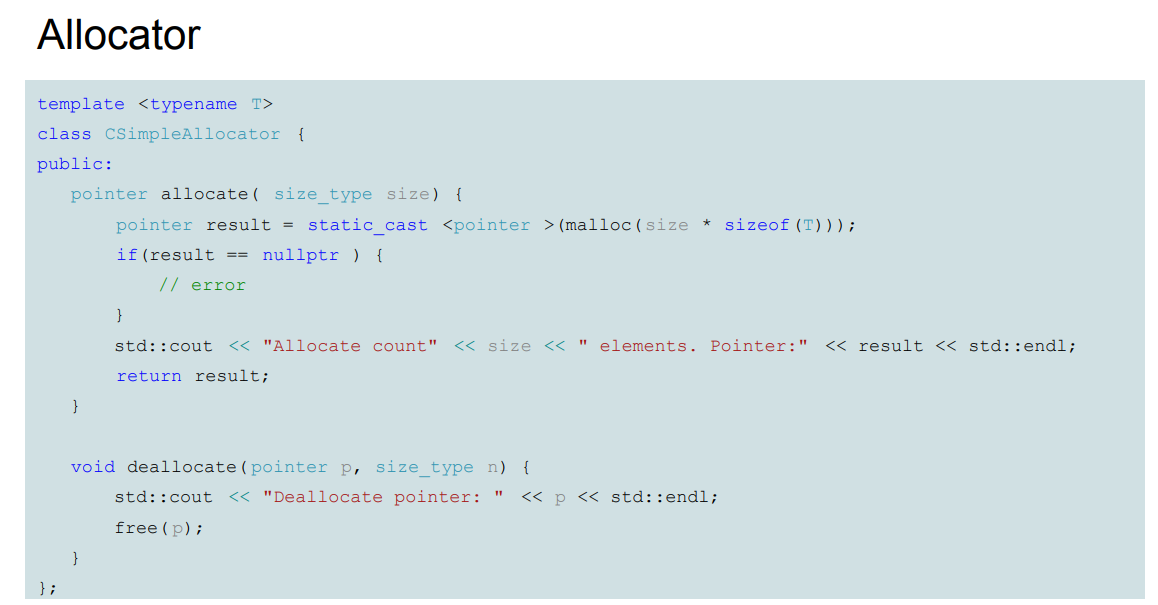 Allocator
template <typename T>
class CSimpleAllocator {
public:
pointer allocate( size_type size) {
pointer result = static_cast <pointer >(malloc(size * sizeof(T)));
if(result == nullptr ) {
// error
}
std::cout << "Allocate count" << size << " elements. Pointer:" << result << std::endl;
return result;
}
void deallocate(pointer p, size_type n) {
std::cout << "Deallocate pointer: " << p << std::endl;
free(p);
}
};